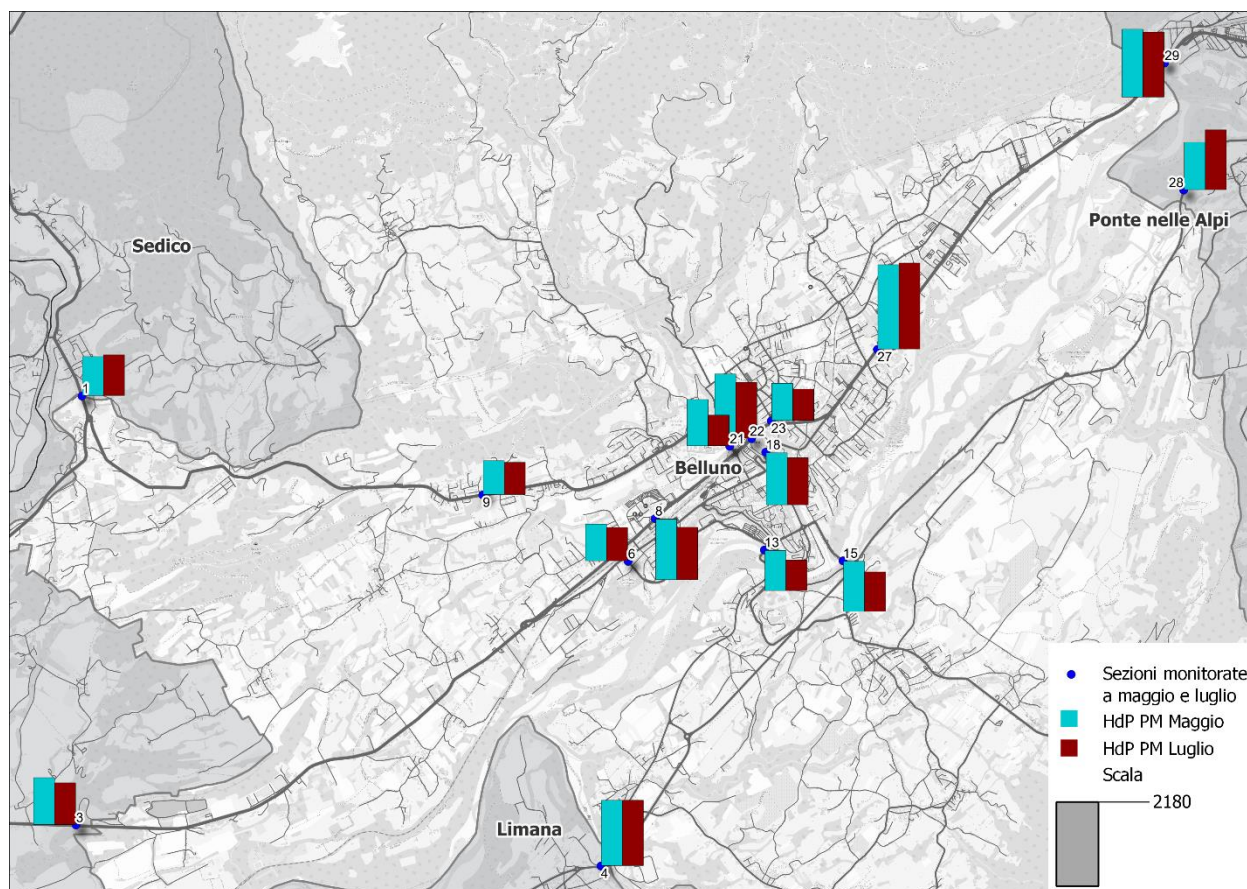 29
28
Ponte nelle Alpi
Sedico
27
1
23
22
21
18
Belluno
9
8
13
6
15
Sezioni monitorate
a maggio e luglio
HdP PM Maggio
HdP PM Luglio
Scala
2180
3
Limana
4